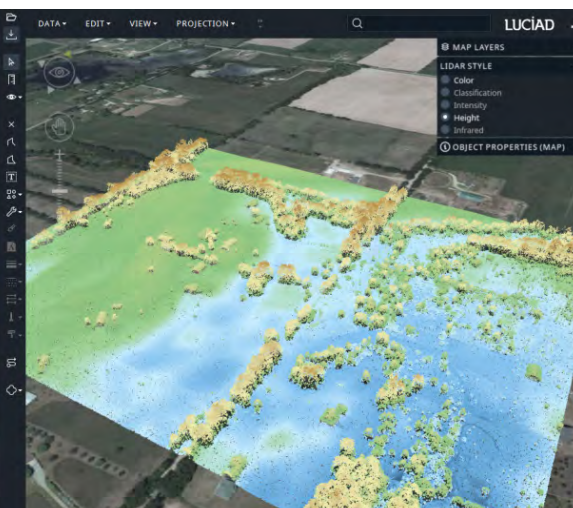 DATA EDIT VIEW PROJECTION LUCIAD
MAP LAYERS
LIDAR STYLE
Color
Classification
Intensity
Height
Infrared
OBJECT PROPERTIES (MAP)
T